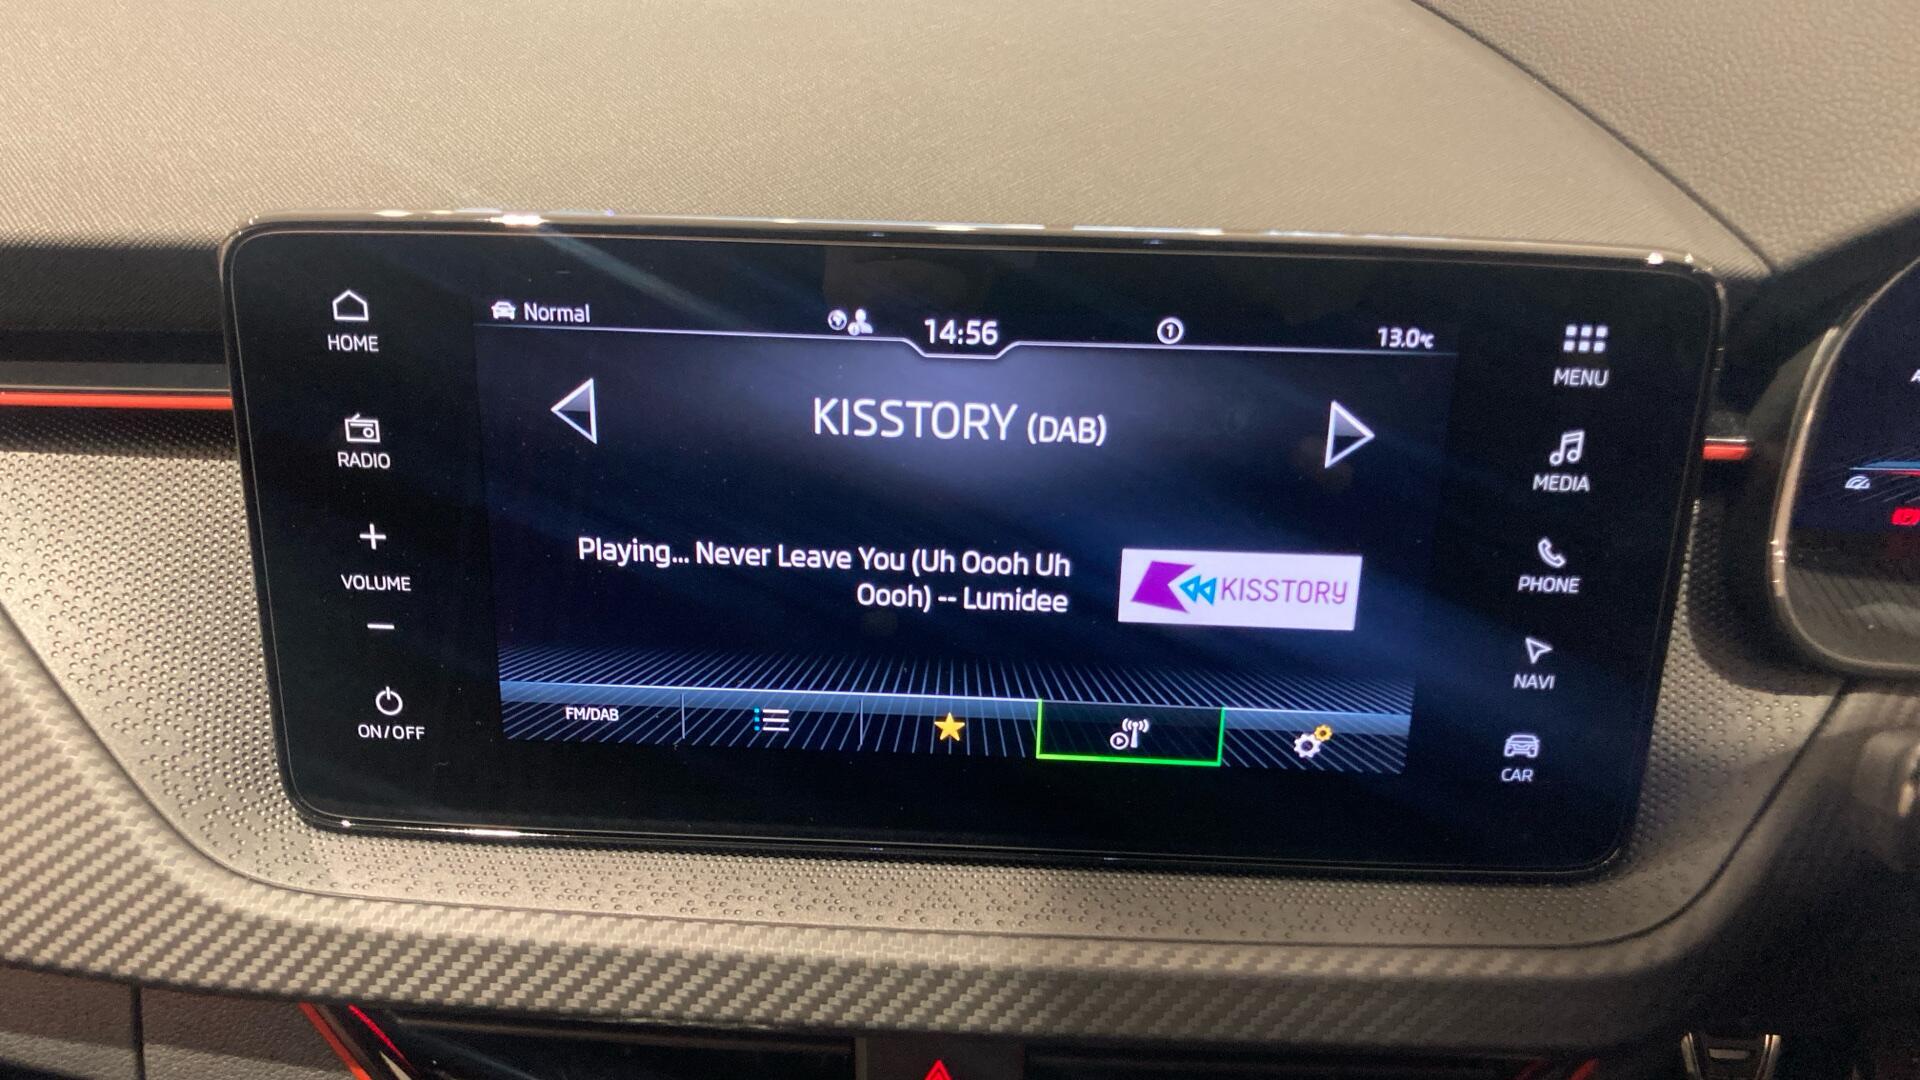 Normal
14:56
1
13.0°C
HOME
RADIO
+
VOLUME
−
ON/OFF
KISSTORY (DAB)
Playing... Never Leave You (Uh Oooh Uh
Oooh) -- Lumidee
KISSTORY
FM/DAB
MENU
MEDIA
PHONE
NAVI
CAR